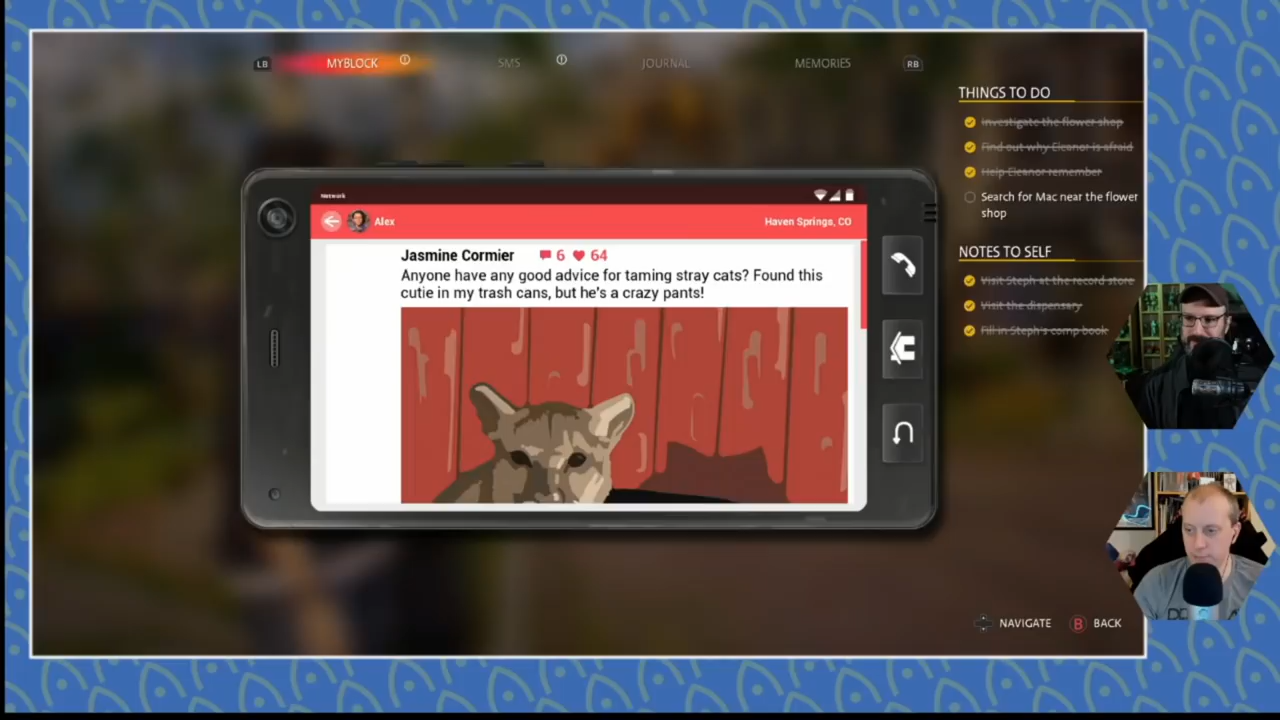 LB
MYBLOCK
SMS
JOURNAL
MEMORIES
RB
THINGS TO DO
Investigate the flower shop
Find out why Eleanor is afraid
Help Eleanor remember
Search for Mac near the flower
shop
NOTES TO SELF
Visit Steph at the record store
Visit the dispensary
Fill in Steph's comp book
Network
Alex
Haven Springs, CO
Jasmine Cormier 6 64
Anyone have any good advice for taming stray cats? Found this
cutie in my trash cans, but he's a crazy pants!
NAVIGATE
B BACK